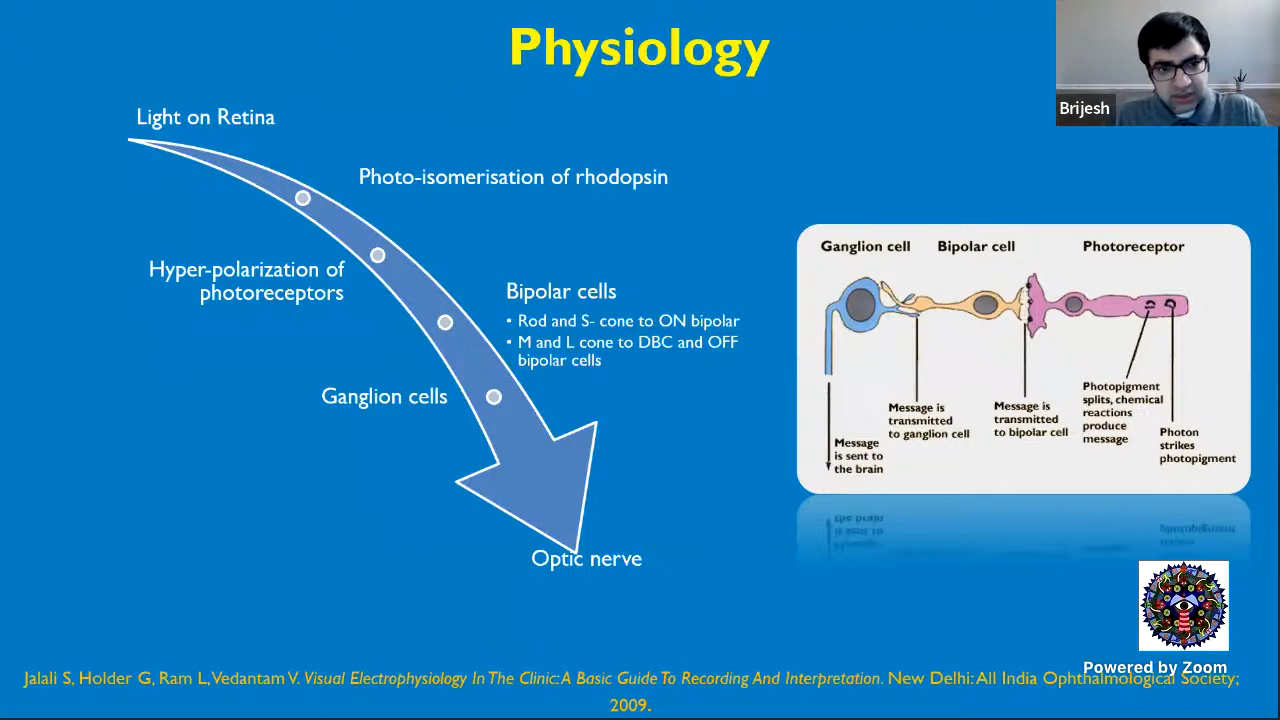 Physiology
Brijesh
Light on Retina
Photo-isomerisation of rhodopsin
Hyper-polarization of
photoreceptors
Bipolar cells
• Rod and S- cone to ON bipolar
• M and L cone to DBC and OFF
bipolar cells
Ganglion cells
Optic nerve
Ganglion cell
Bipolar cell
Photoreceptor
Message
is sent to
the brain
Message is
transmitted
to ganglion cell
Message is
transmitted
to bipolar cell
Photopigment
splits, chemical
reactions
produce
message
Photon
strikes
photopigment
Powered by Zoom
Jalali S, Holder G, Ram L, Vedantam V. Visual Electrophysiology In The Clinic: A Basic Guide To Recording And Interpretation. New Delhi: All India Ophthalmological Society;
2009.